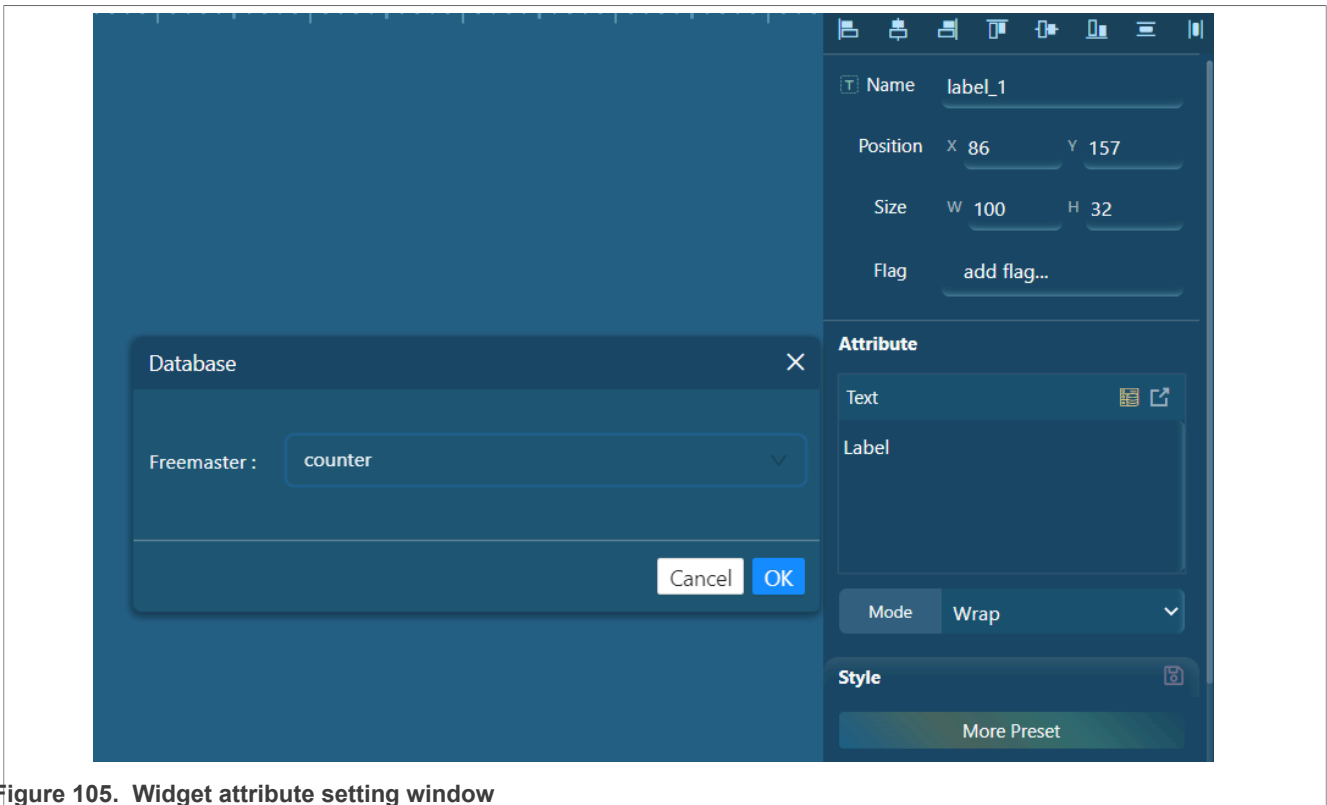 Name label_1
Position X 86 Y 157
Size W 100 H 32
Flag add flag...
Attribute
Text
Label
Mode Wrap
Style
More Preset
Database
Freemaster : counter
Cancel OK
Figure 105. Widget attribute setting window